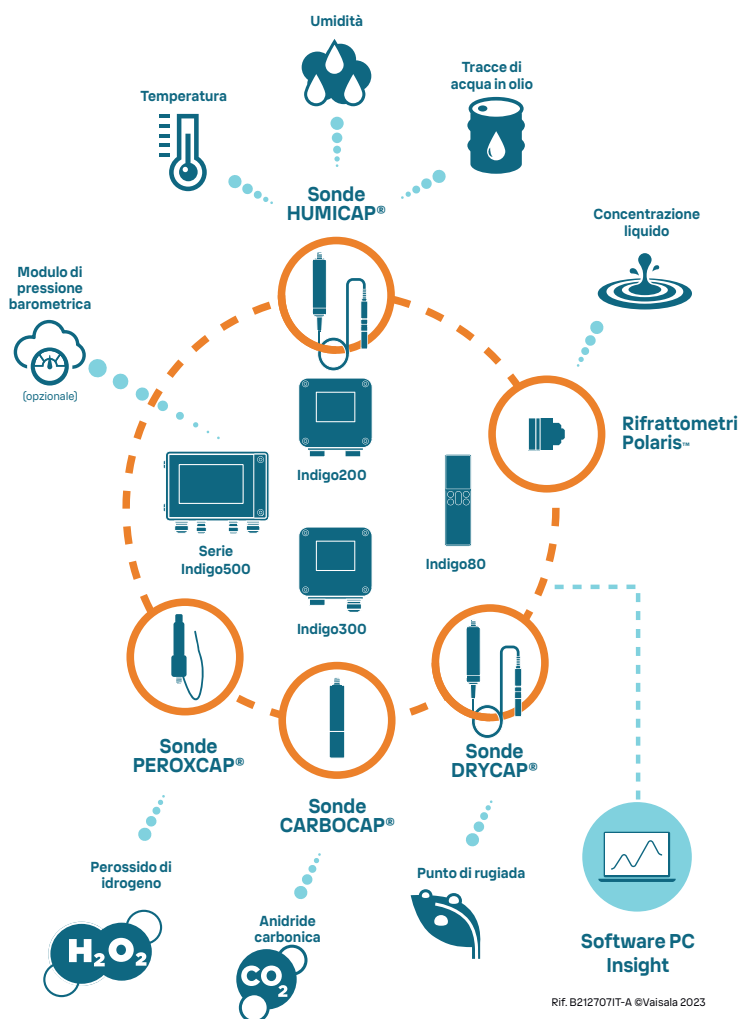 Umidità
Tracce di
acqua in olio
Temperatura
Sonde
HUMICAP®
Concentrazione
liquido
Modulo di
pressione
barometrica
(opzionale)
Rifrattometri
Polaris™
Indigo200
Serie
Indigo500
Indigo80
Indigo300
Sonde
PEROXCAP®
Sonde
DRYCAP®
Sonde
CARBOCAP®
Perossido di
idrogeno
H2O2
Anidride
carbonica
CO2
Punto di rugiada
Software PC
Insight
Rif. B212707IT-A ©Vaisala 2023